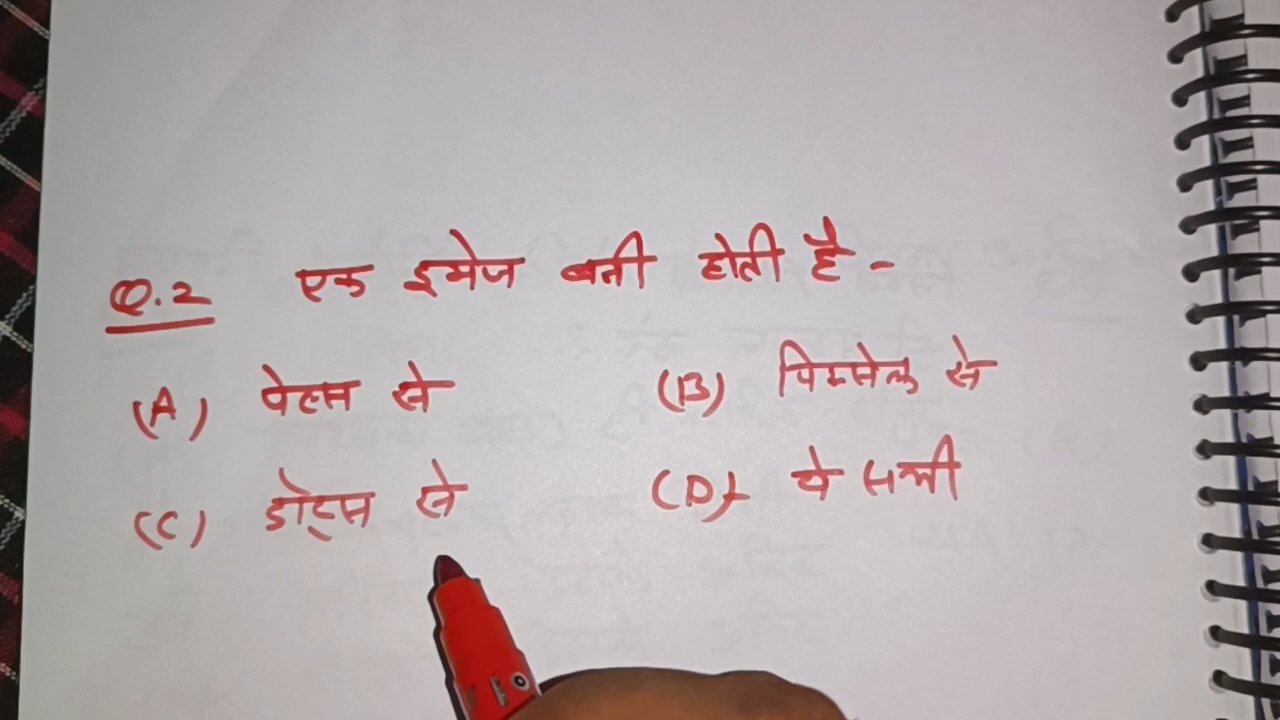 Q.2 एक इमेज बनी होती है -
(A) पेल्स से (B) पिक्सेल से
(C) डॉट्स से (D) ये सभी